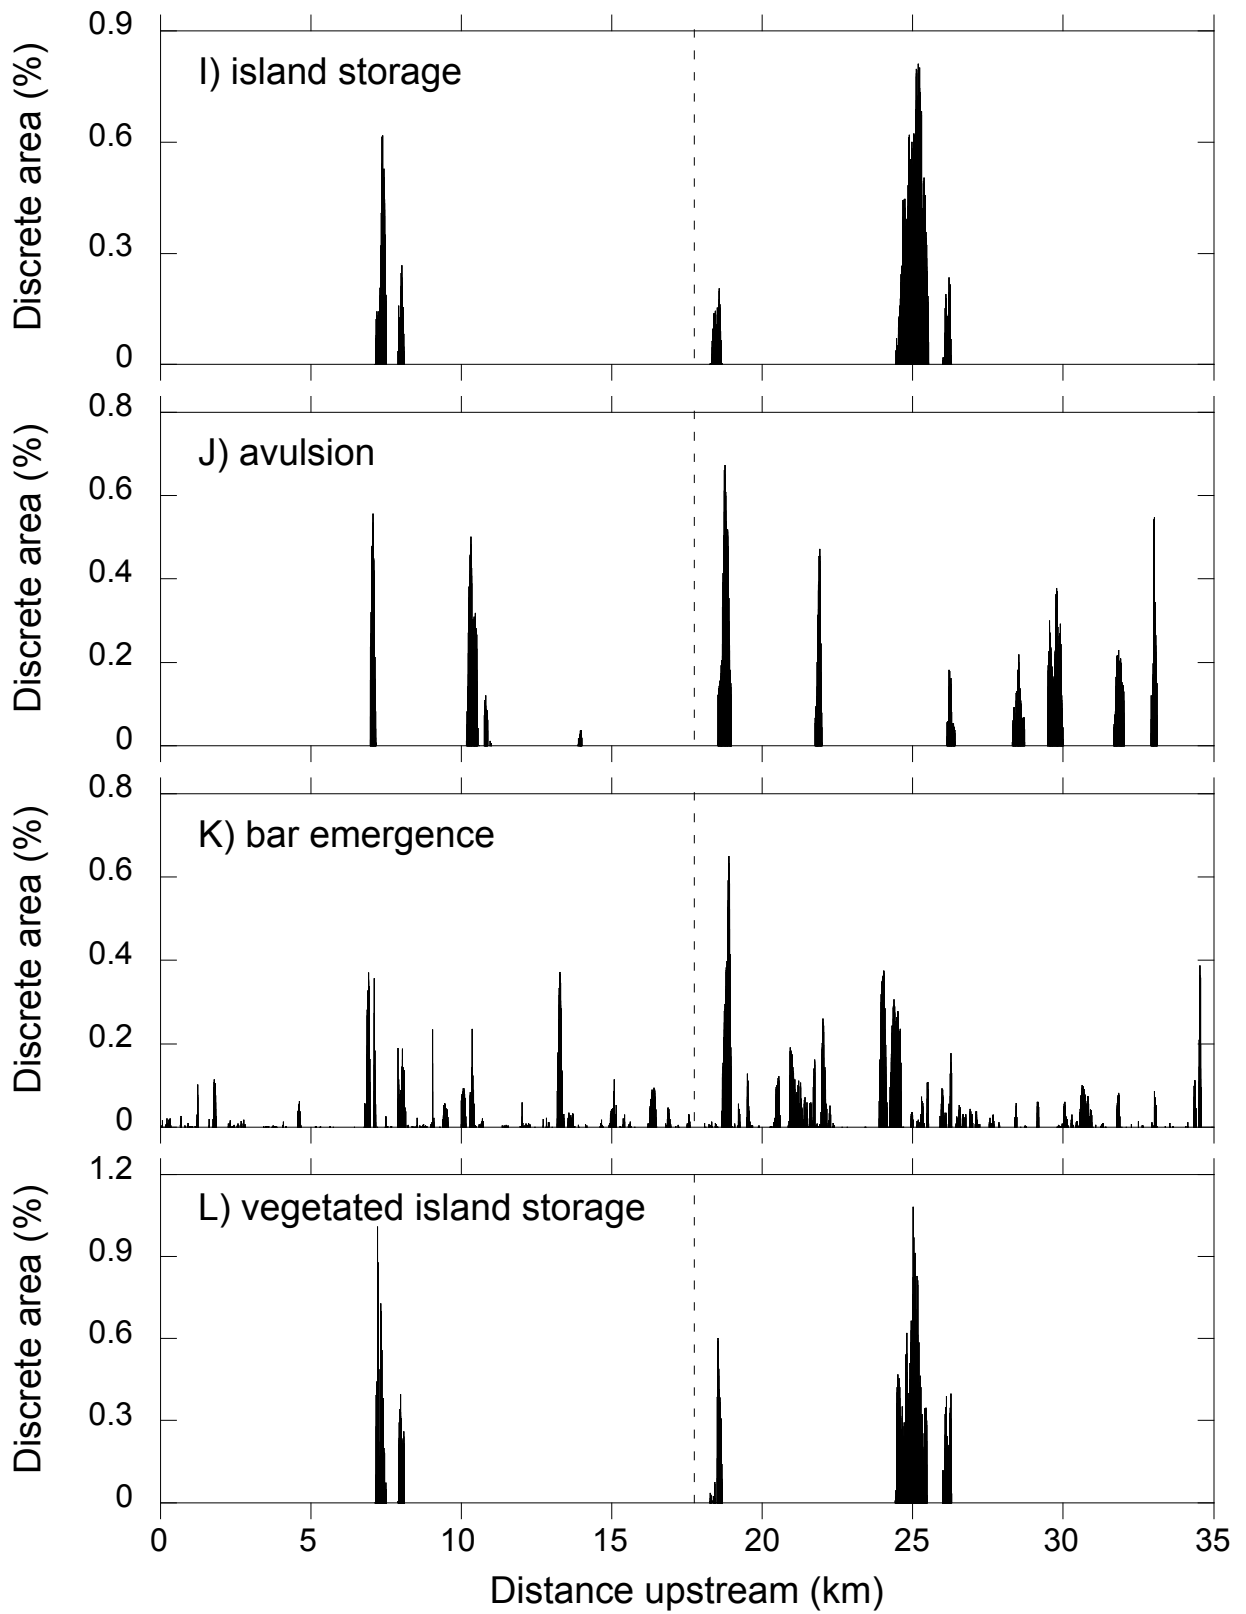 Discrete area (%)
0.9
0.6
0.3
0
I) island storage
Discrete area (%)
0.8
0.6
0.4
0.2
0
J) avulsion
Discrete area (%)
0.8
0.6
0.4
0.2
0
K) bar emergence
Discrete area (%)
1.2
0.9
0.6
0.3
0
L) vegetated island storage
0 5 10 15 20 25 30 35
Distance upstream (km)